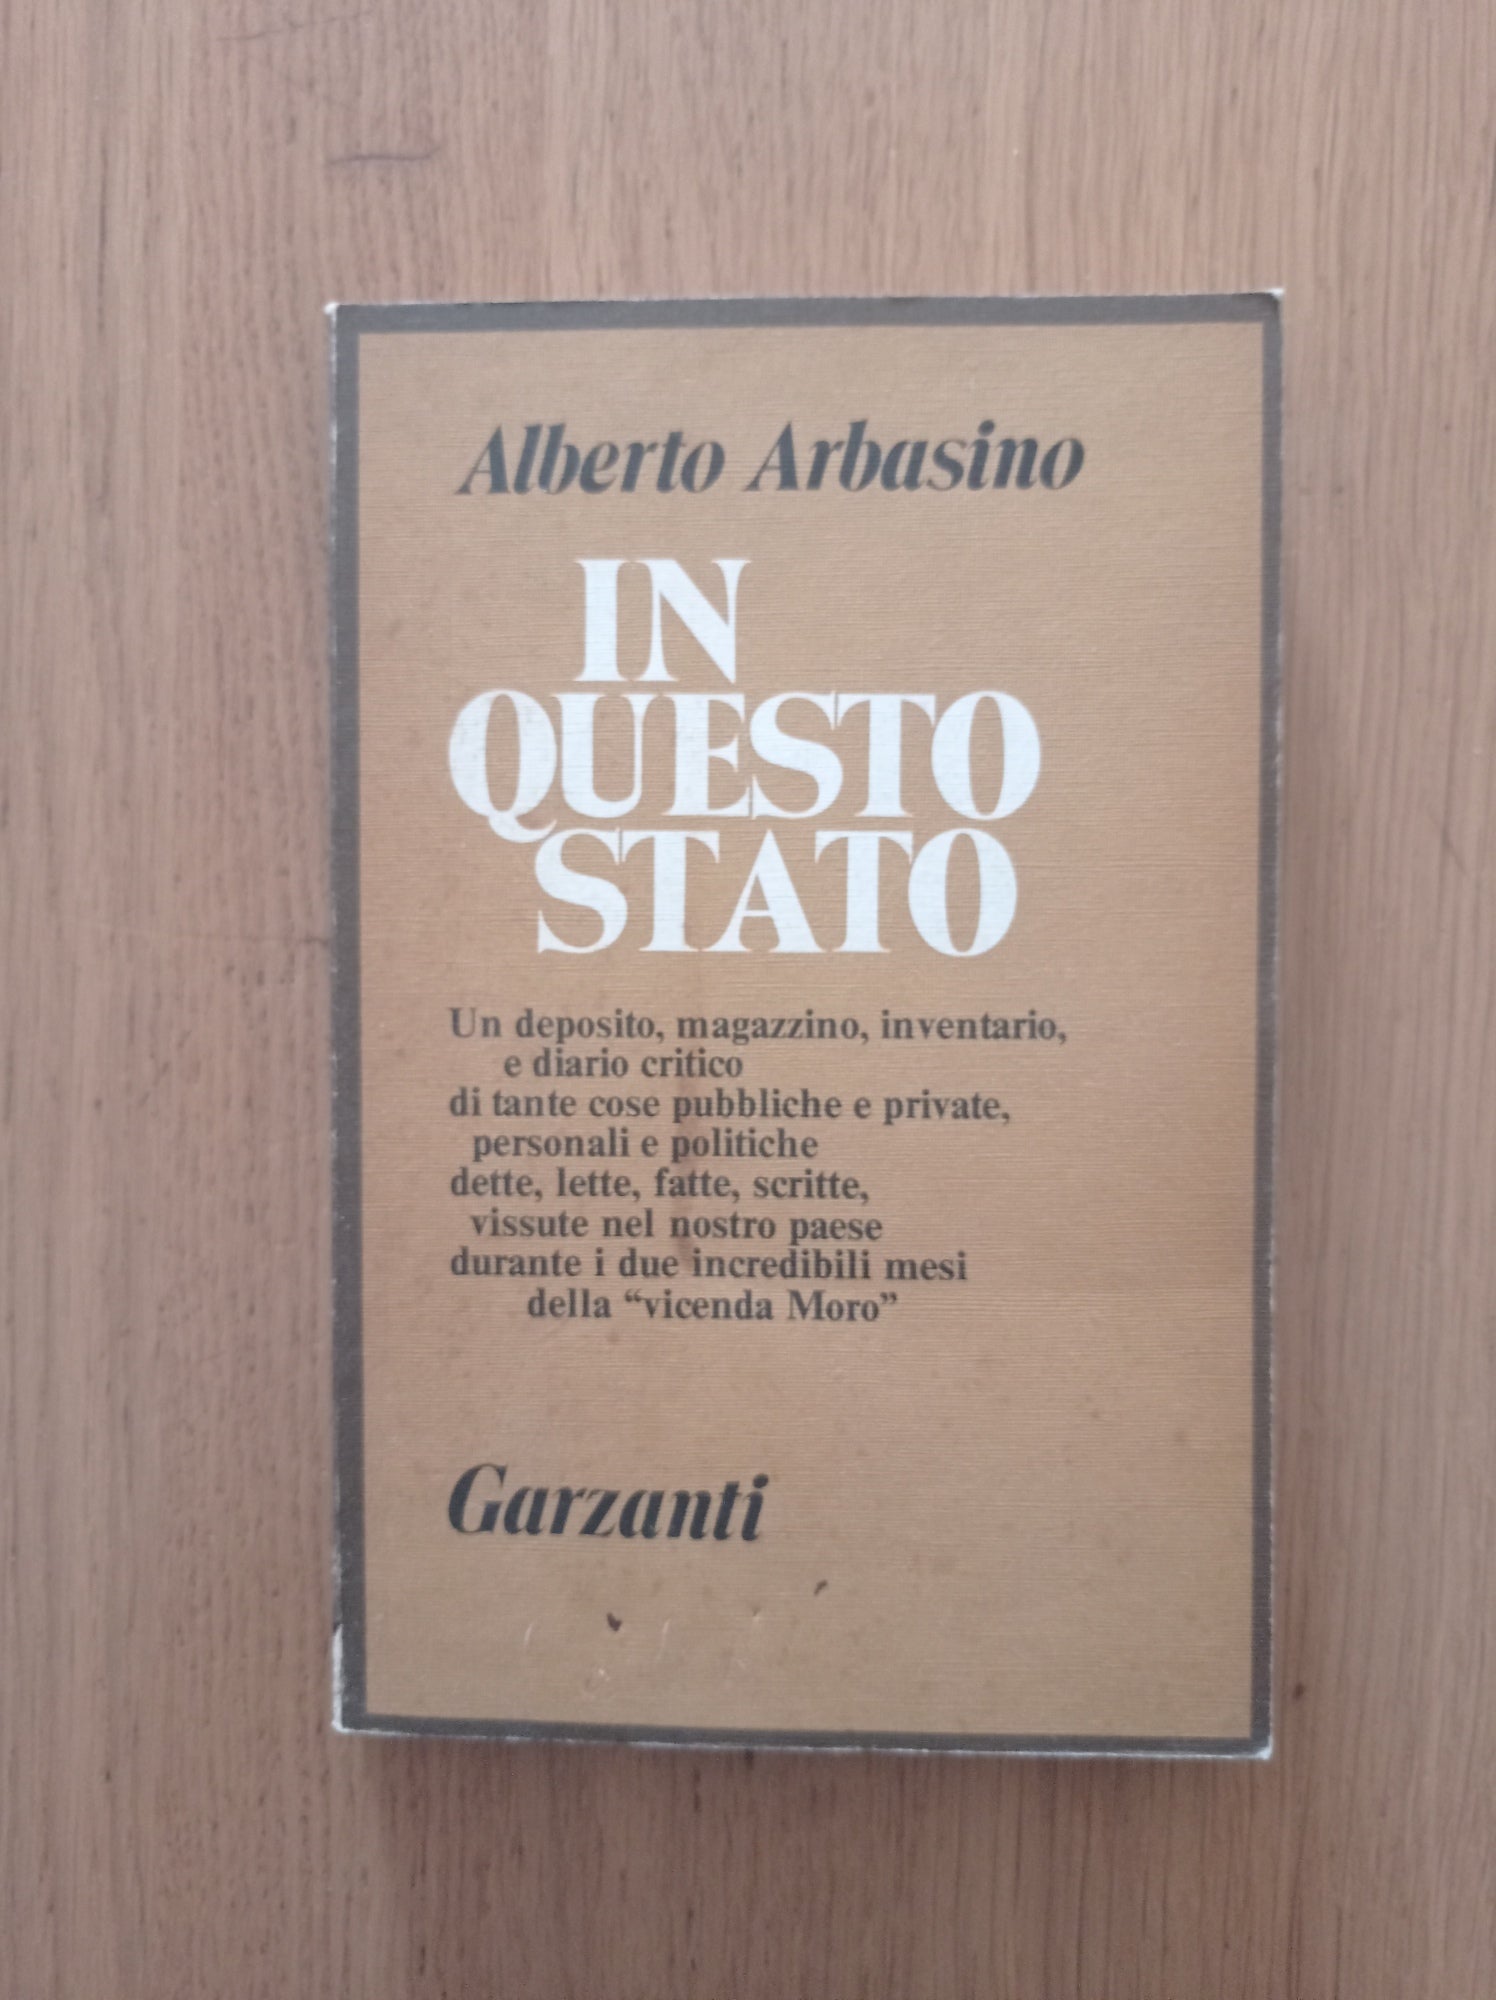 Alberto Arbasino
IN
QUESTO
STATO
Un deposito, magazzino, inventario,
e diario critico
di tante cose pubbliche e private,
personali e politiche
dette, lette, fatte, scritte,
vissute nel nostro paese
durante i due incredibili mesi
della “vicenda Moro”
Garzanti